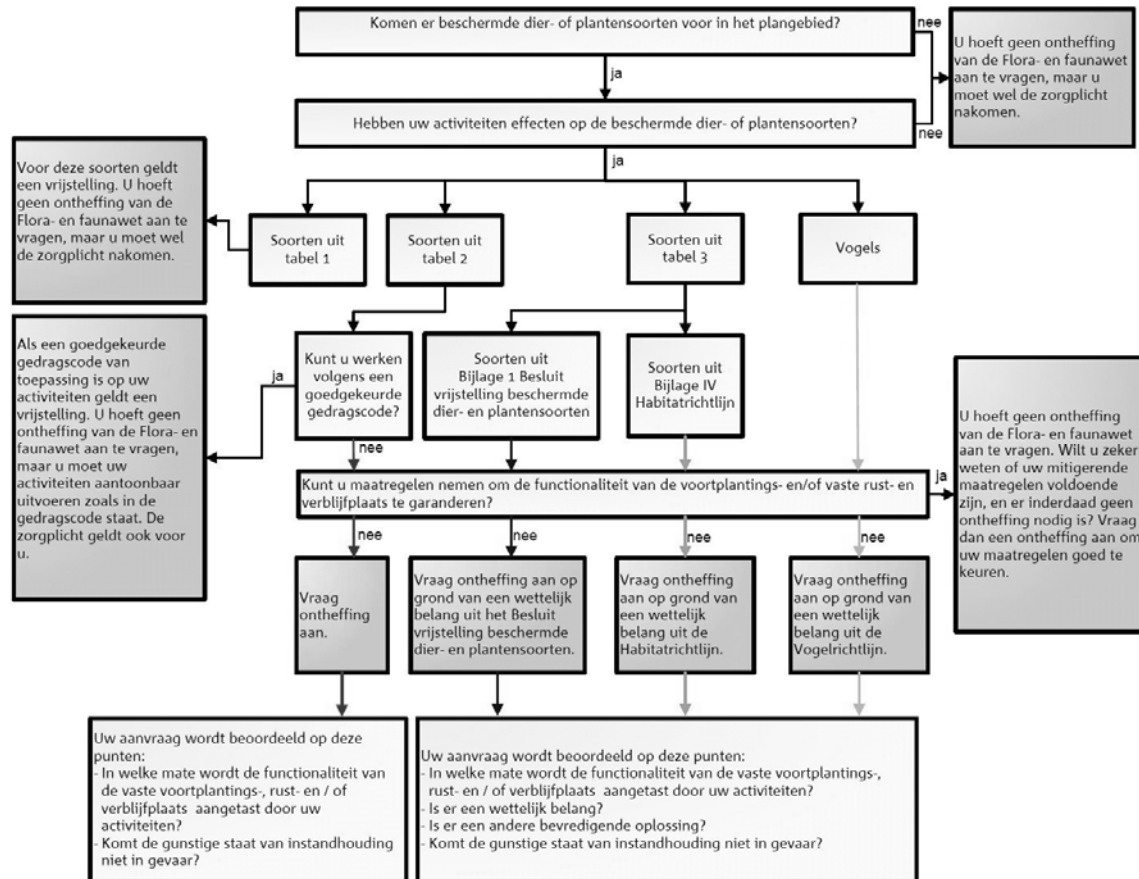 Komen er beschermde dier- of plantensoorten voor in het plangebied?
nee
U hoeft geen ontheffing
van de Flora- en faunawet
aan te vragen, maar u
moet wel de zorgplicht
nakomen.
ja
Hebben uw activiteiten effecten op de beschermde dier- of plantensoorten?
nee
ja
Voor deze soorten geldt
een vrijstelling. U hoeft
geen ontheffing van de
Flora- en faunawet aan te
vragen, maar u moet wel
de zorgplicht nakomen.
Soorten uit
tabel 1
Soorten uit
tabel 2
Soorten uit
tabel 3
Vogels
Als een goedgekeurde
gedragscode van
toepassing is op uw
activiteiten geldt een
vrijstelling. U hoeft geen
ontheffing van de Flora- en
faunawet aan te vragen,
maar u moet uw
activiteiten aantoonbaar
uitvoeren zoals in de
gedragscode staat. De
zorgplicht geldt ook voor
u.
ja
Kunt u werken
volgens een
goedgekeurde
gedragscode?
Soorten uit
Bijlage 1 Besluit
vrijstelling beschermde
dier- en plantensoorten
Soorten uit
Bijlage IV
Habitatrichtlijn
nee
Kunt u maatregelen nemen om de functionaliteit van de voortplantings- en/of vaste rust- en
verblijfplaats te garanderen?
ja
U hoeft geen ontheffing
van de Flora- en faunawet
aan te vragen. Wilt u zeker
weten of uw mitigerende
maatregelen voldoende
zijn, en er inderdaad geen
ontheffing nodig is? Vraag
dan een ontheffing aan om
uw maatregelen goed te
keuren.
nee
nee
nee
nee
Vraag
ontheffing
aan.
Vraag ontheffing aan op
grond van een wettelijk
belang uit het Besluit
vrijstelling beschermde
dier- en plantensoorten.
Vraag ontheffing
aan op grond van
een wettelijk
belang uit de
Habitatrichtlijn.
Vraag ontheffing
aan op grond van
een wettelijk
belang uit de
Vogelrichtlijn.
Uw aanvraag wordt beoordeeld op deze
punten:
- In welke mate wordt de functionaliteit van
de vaste voortplantings-, rust- en / of
verblijfplaats aangetast door uw
activiteiten?
- Komt de gunstige staat van instandhouding
niet in gevaar?
Uw aanvraag wordt beoordeeld op deze punten:
- In welke mate wordt de functionaliteit van de vaste voortplantings-,
rust- en / of verblijfplaats aangetast door uw activiteiten?
- Is er een wettelijk belang?
- Is er een andere bevredigende oplossing?
- Komt de gunstige staat van instandhouding niet in gevaar?